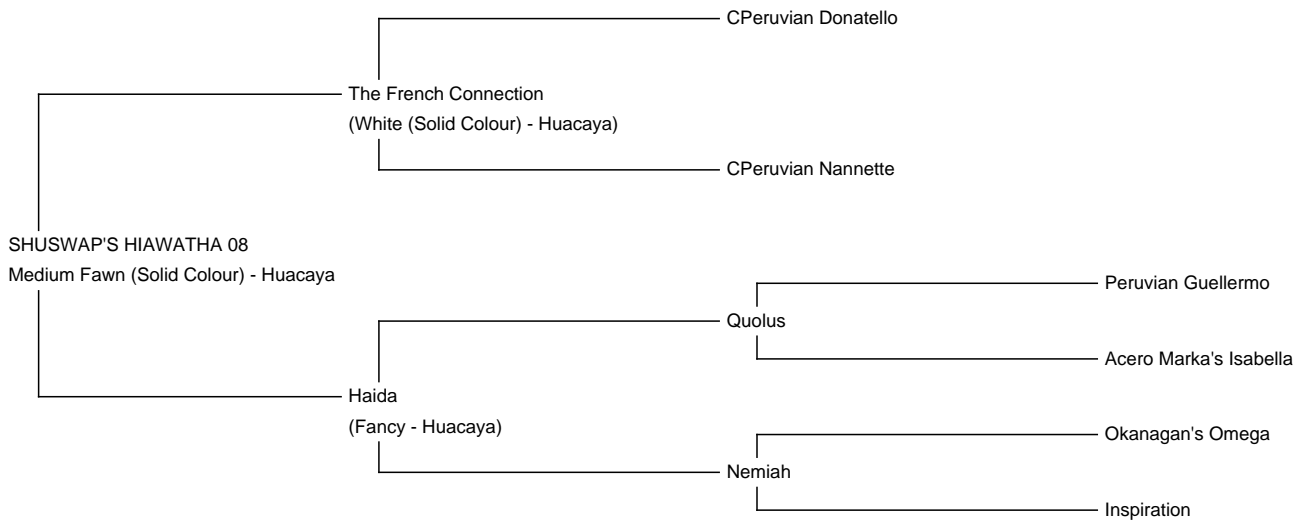 CPeruvian Donatello
The French Connection
(White (Solid Colour) - Huacaya)
CPeruvian Nannette
SHUSWAP'S HIAWATHA 08
Medium Fawn (Solid Colour) - Huacaya
Peruvian Guellermo
Quolus
Acero Marka's Isabella
Haida
(Fancy - Huacaya)
Okanagan's Omega
Nemiah
Inspiration